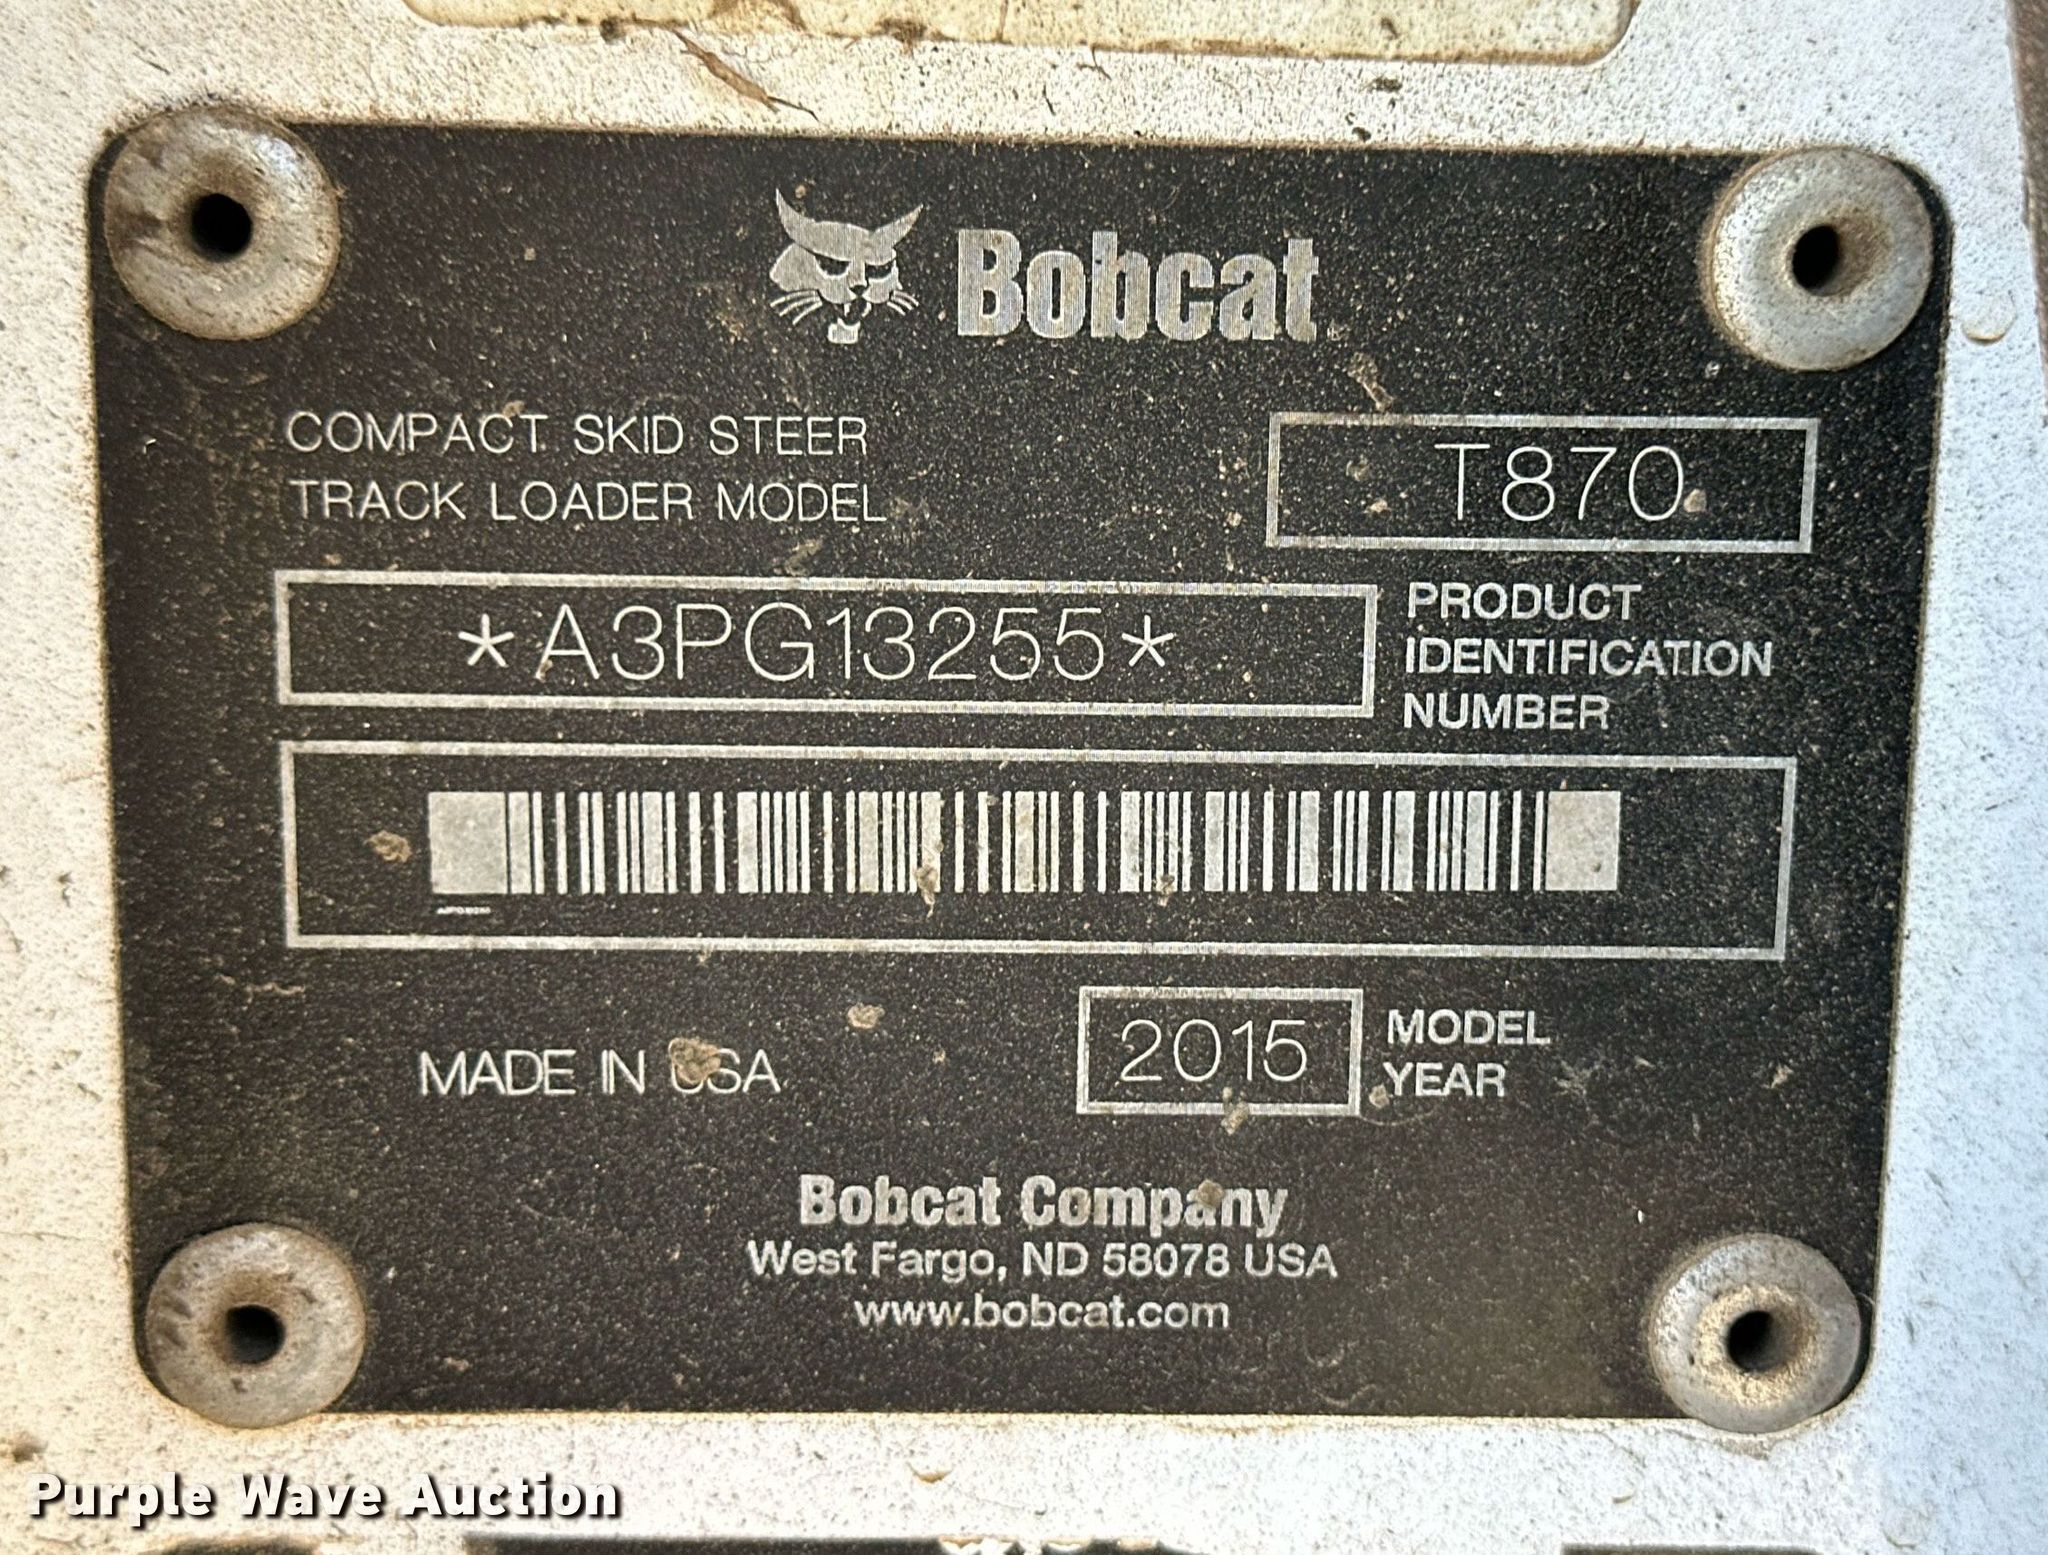 Bobcat
COMPACT SKID STEER
TRACK LOADER MODEL
T870
*A3PG13255*
PRODUCT
IDENTIFICATION
NUMBER
MADE IN USA
2015
MODEL
YEAR
Bobcat Company
West Fargo, ND 58078 USA
www.bobcat.com
Purple Wave Auction